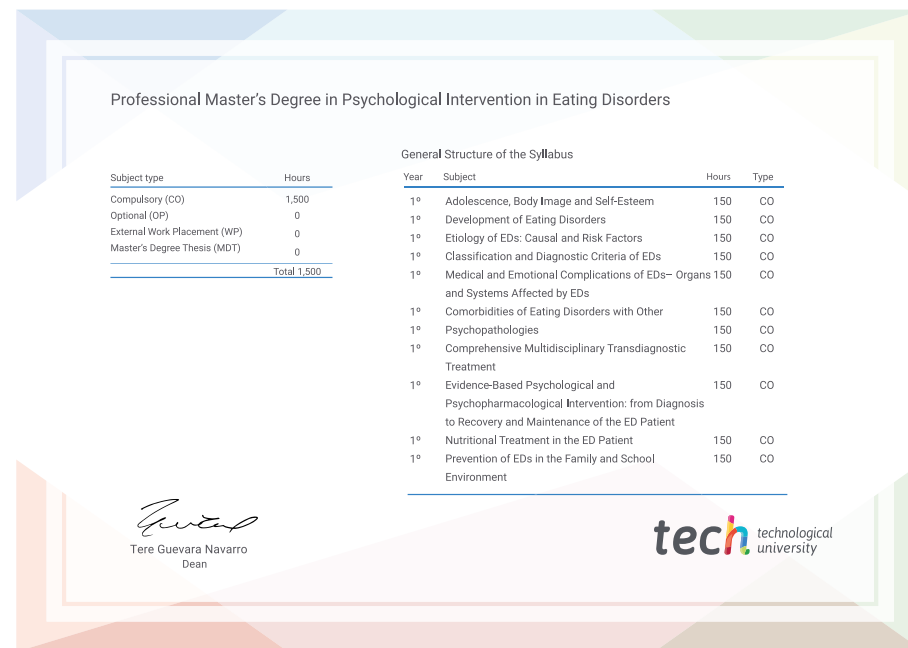 Professional Master's Degree in Psychological Intervention in Eating Disorders
Subject type Hours
Compulsory (CO) 1,500
Optional (OP) 0
External Work Placement (WP) 0
Master's Degree Thesis (MDT) 0
Total 1,500
General Structure of the Syllabus
Year Subject Hours Type
1º Adolescence, Body Image and Self-Esteem 150 CO
1º Development of Eating Disorders 150 CO
1º Etiology of EDs: Causal and Risk Factors 150 CO
1º Classification and Diagnostic Criteria of EDs 150 CO
1º Medical and Emotional Complications of EDs– Organs 150 CO
and Systems Affected by EDs
1º Comorbidities of Eating Disorders with Other 150 CO
1º Psychopathologies 150 CO
1º Comprehensive Multidisciplinary Transdiagnostic 150 CO
Treatment
1º Evidence-Based Psychological and 150 CO
Psychopharmacological Intervention: from Diagnosis
to Recovery and Maintenance of the ED Patient
1º Nutritional Treatment in the ED Patient 150 CO
1º Prevention of EDs in the Family and School 150 CO
Environment
Tere Guevara Navarro
Dean
tech technological
university